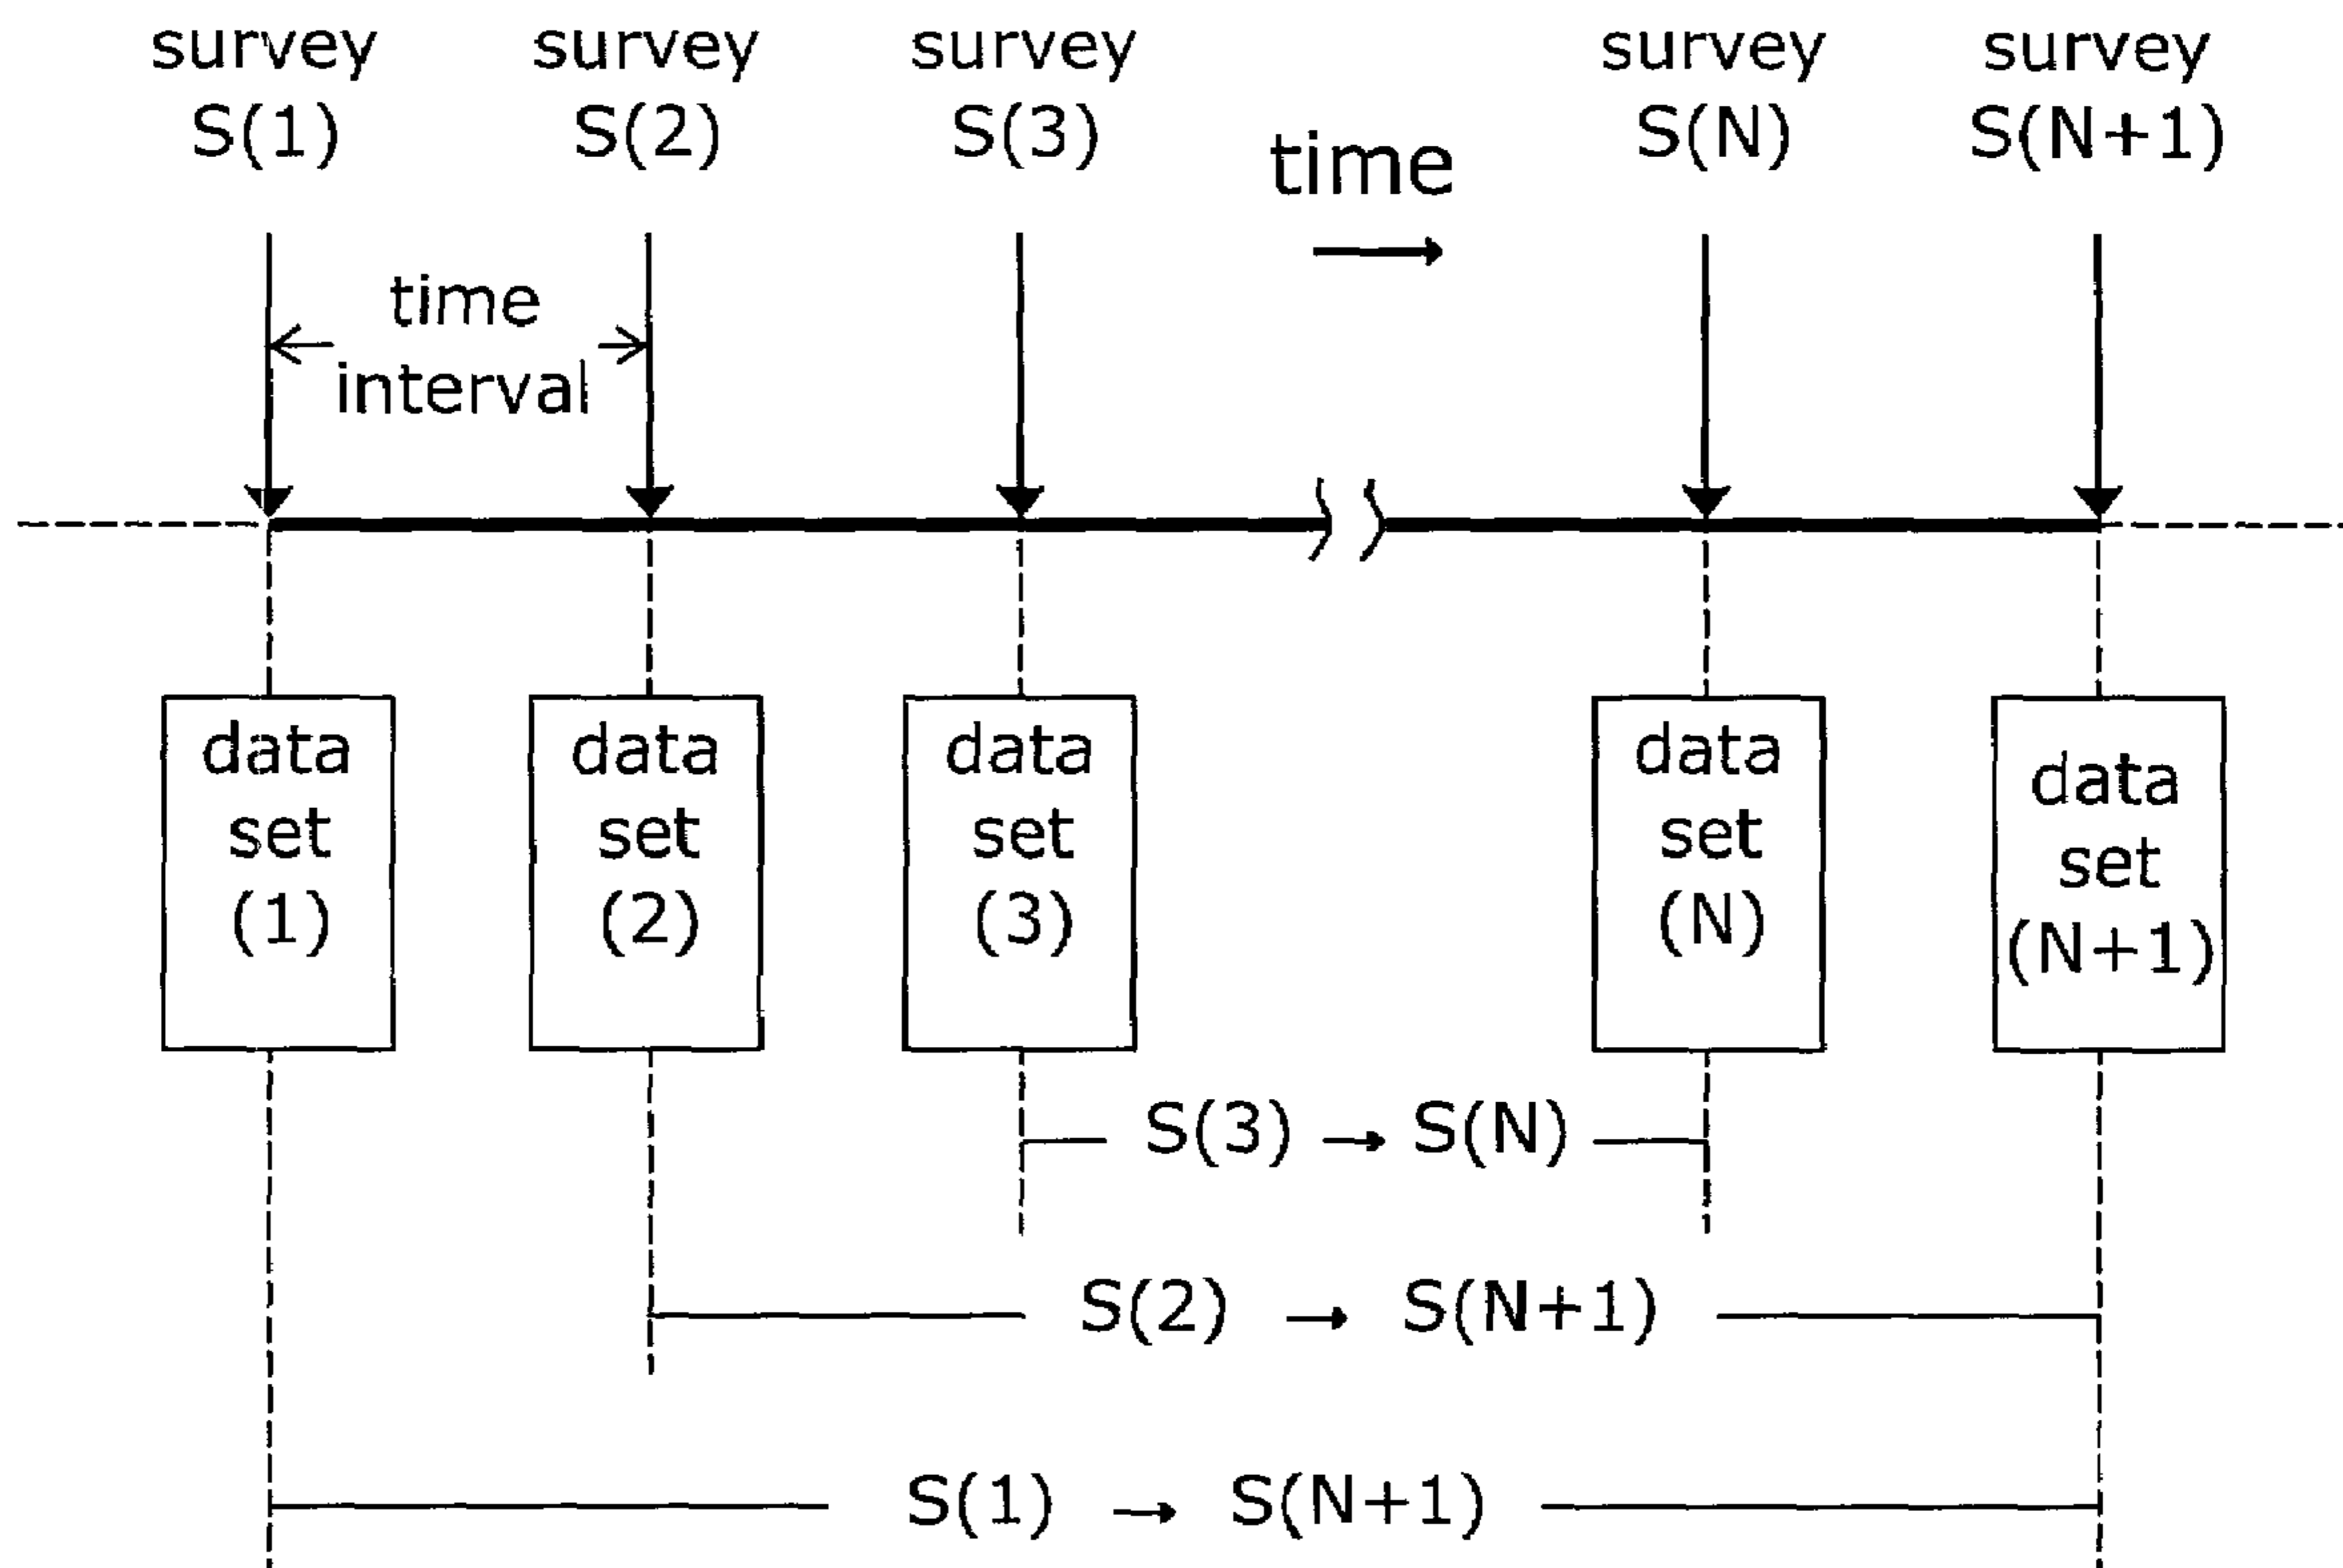 survey
S(1)
survey
S(2)
survey
S(3)
time
survey
S(N)
survey
S(N+1)
time
interval
data
set
(1)
data
set
(2)
data
set
(3)
data
set
(N)
data
set
(N+1)
S(3) → S(N)
S(2) → S(N+1)
S(1) → S(N+1)